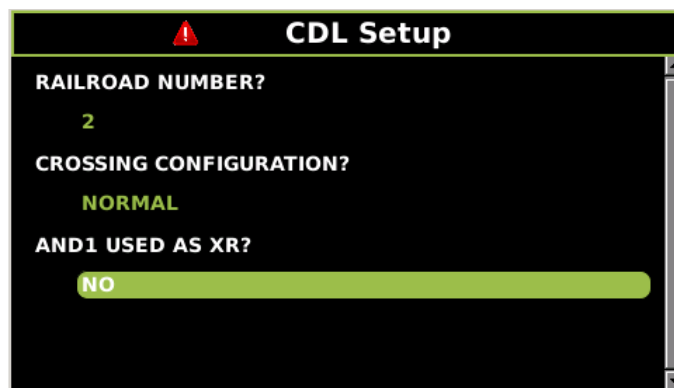 CDL Setup
RAILROAD NUMBER?
2
CROSSING CONFIGURATION?
NORMAL
AND1 USED AS XR?
NO